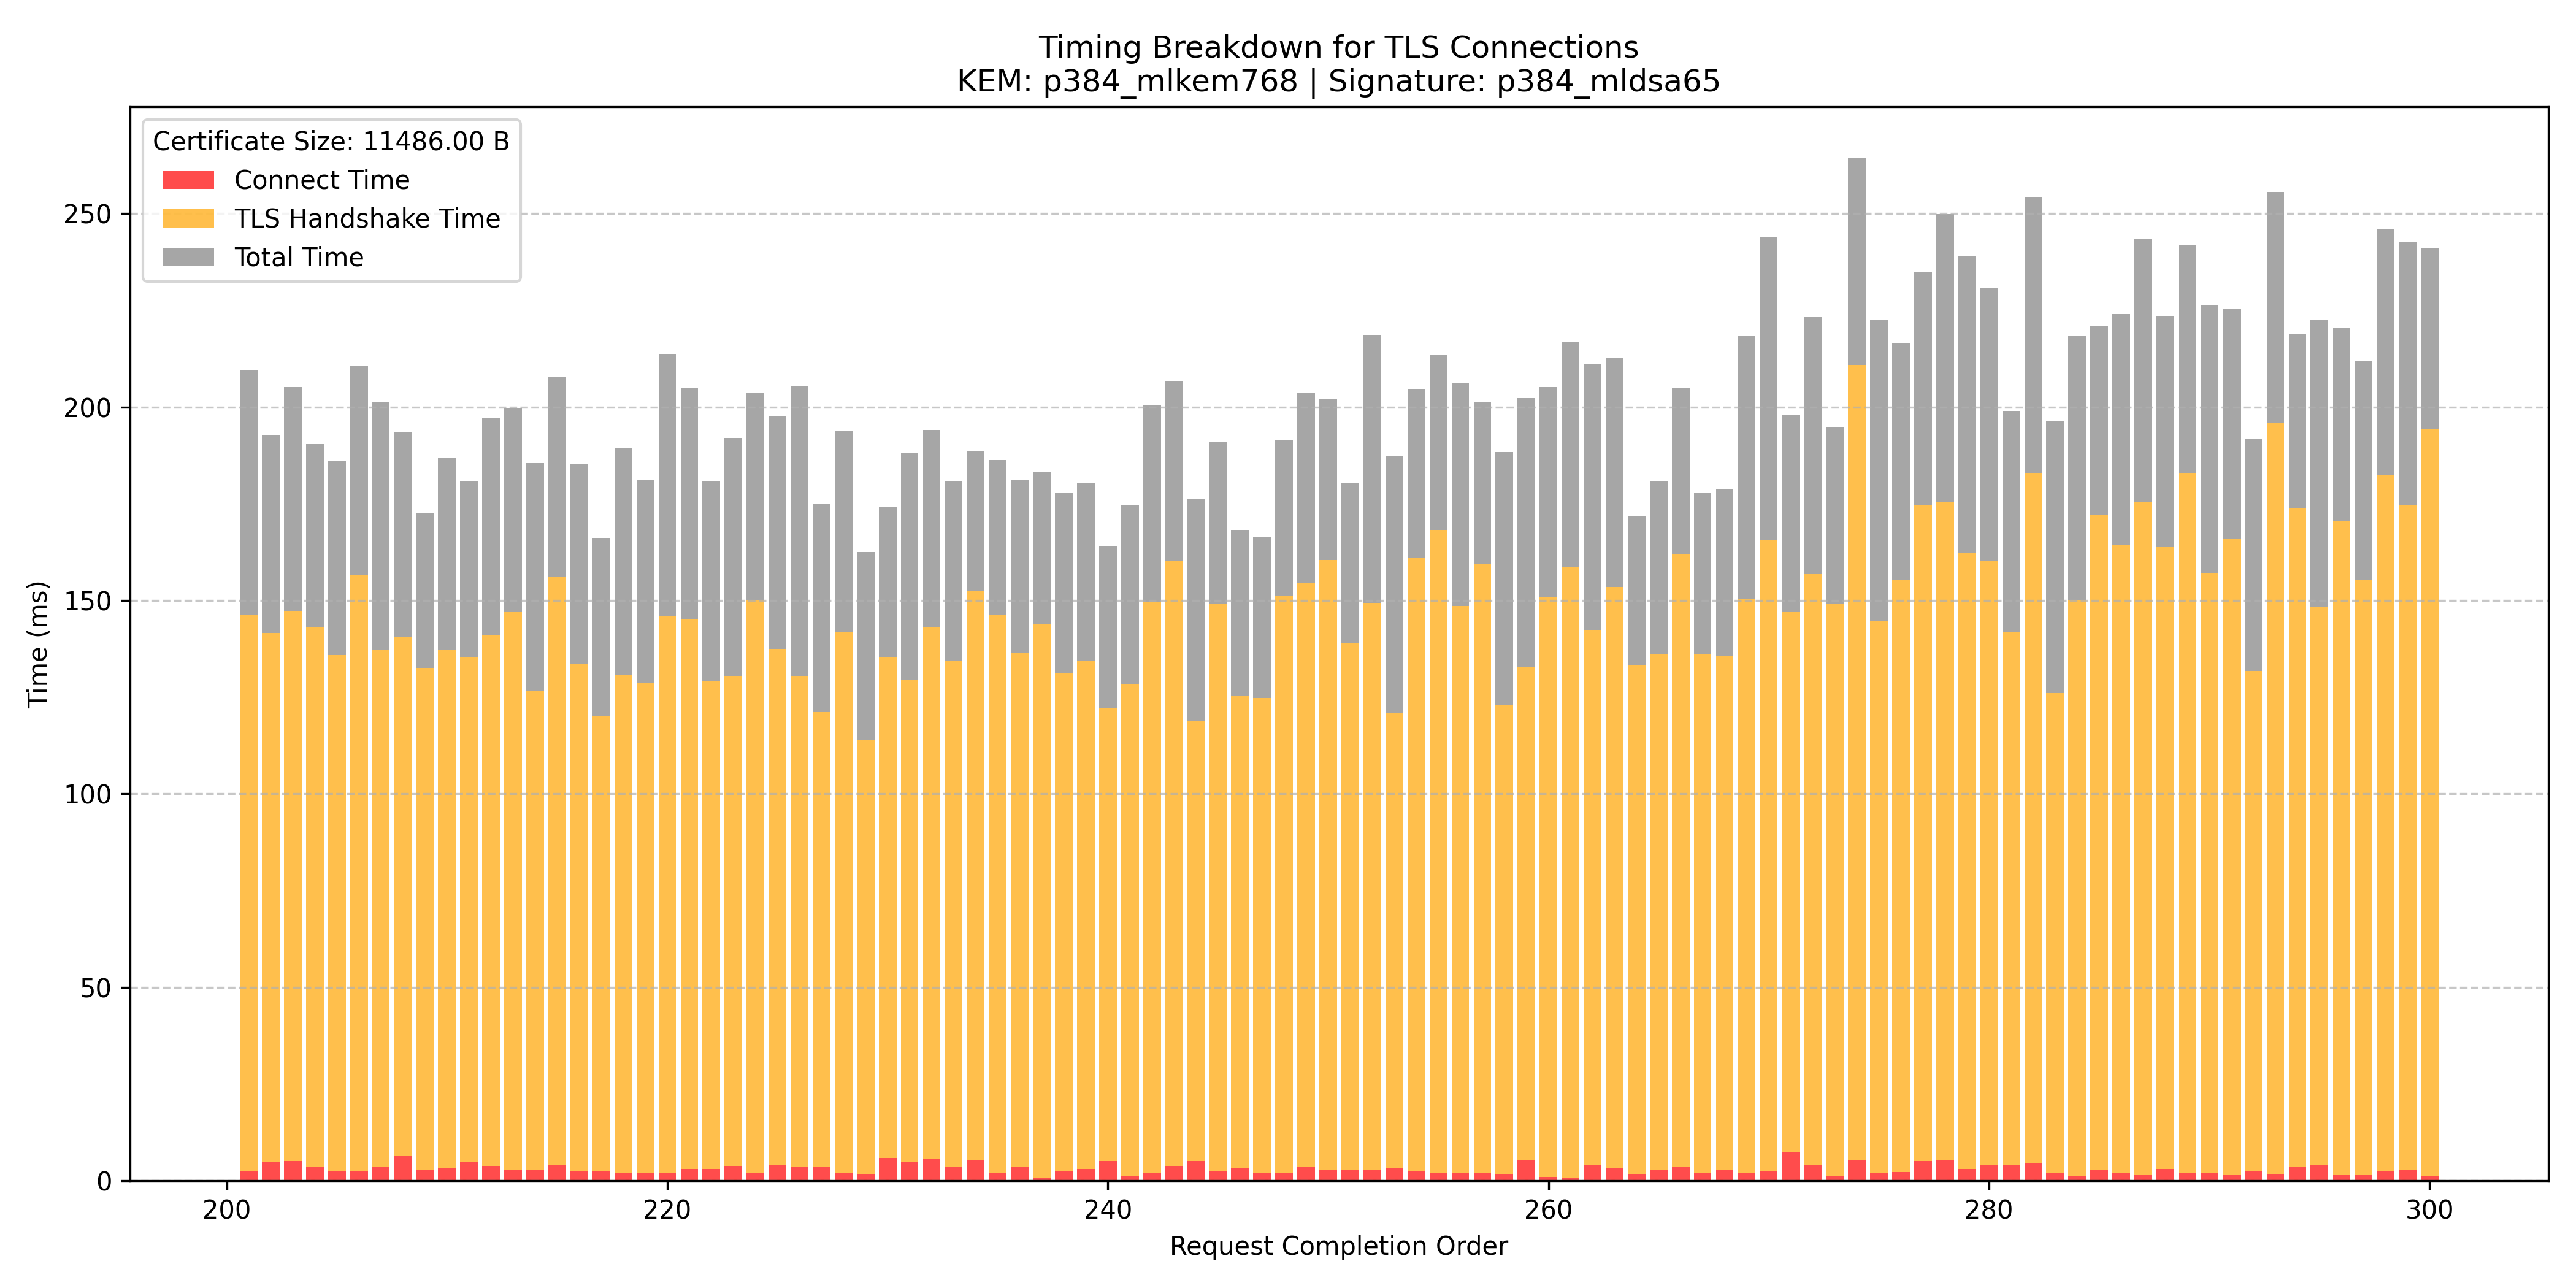 Timing Breakdown for TLS Connections
KEM: p384_mlkem768 | Signature: p384_mldsa65
Certificate Size: 11486.00 B
Connect Time
TLS Handshake Time
Total Time
Time (ms)
250
200
150
100
50
0
200 220 240 260 280 300
Request Completion Order